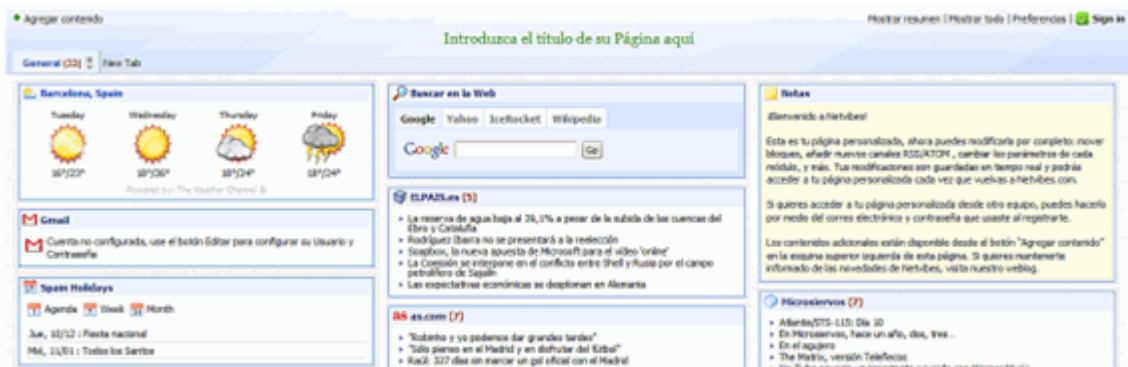 Agregar contenido
Mostrar resumen | Mostrar todo | Preferencias | Sign in
Introduzca el título de su Página aquí
General (33) New Tab
Barcelona, Spain
Tuesday Wednesday Thursday Friday
18°/23° 18°/26° 18°/24° 18°/24°
Powered by: The Weather Channel ®
Gmail
Cuenta no configurada, use el botón Editar para configurar su Usuario y
Contraseña
Spain Holidays
Agenda Week Month
Jue, 10/12 : Fiesta nacional
Mié, 11/01 : Todos los Santos
Buscar en la Web
Google Yahoo IceRocket Wikipedia
Google Go
ELPAIS.es (5)
La reserva de agua baja al 39,1% a pesar de la subida de las cuencas del
Ebro y Cataluña
Rodríguez Ibarra no se presentará a la reelección
Soapbox, la nueva apuesta de Microsoft para el vídeo 'online'
La Comisión se interpone en el conflicto entre Shell y Rusia por el campo
petrolífero de Sajalín
Las expectativas económicas se desploman en Alemania
as.com (7)
"Robinho y yo podemos dar grandes tardes"
"Sólo pienso en el Madrid y en disfrutar del fútbol"
Raúl: 327 días sin marcar un gol oficial con el Madrid
Notas
¡Bienvenido a Netvibes!
Esta es tu página personalizada, ahora puedes modificarla por completo: mover
bloques, añadir nuevos canales RSS/ATOM , cambiar los parámetros de cada
módulo, y más. Tus modificaciones son guardadas en tiempo real y podrás
acceder a tu página personalizada cada vez que vuelvas a Netvibes.com.
Si quieres acceder a tu página personalizada desde otro equipo, puedes hacerlo
por medio del correo electrónico y contraseña que usaste al registrarte.
Los contenidos adicionales están disponible desde el botón "Agregar contenido"
en la esquina superior izquierda de esta página. Si quieres mantenerte
informado de las novedades de Netvibes, visita nuestro weblog.
Microsiervos (7)
Atlantis/STS-115: Día 10
En Microsiervos, hace un año, dos, tres...
En el agujero
The Matrix, versión Teleñecos